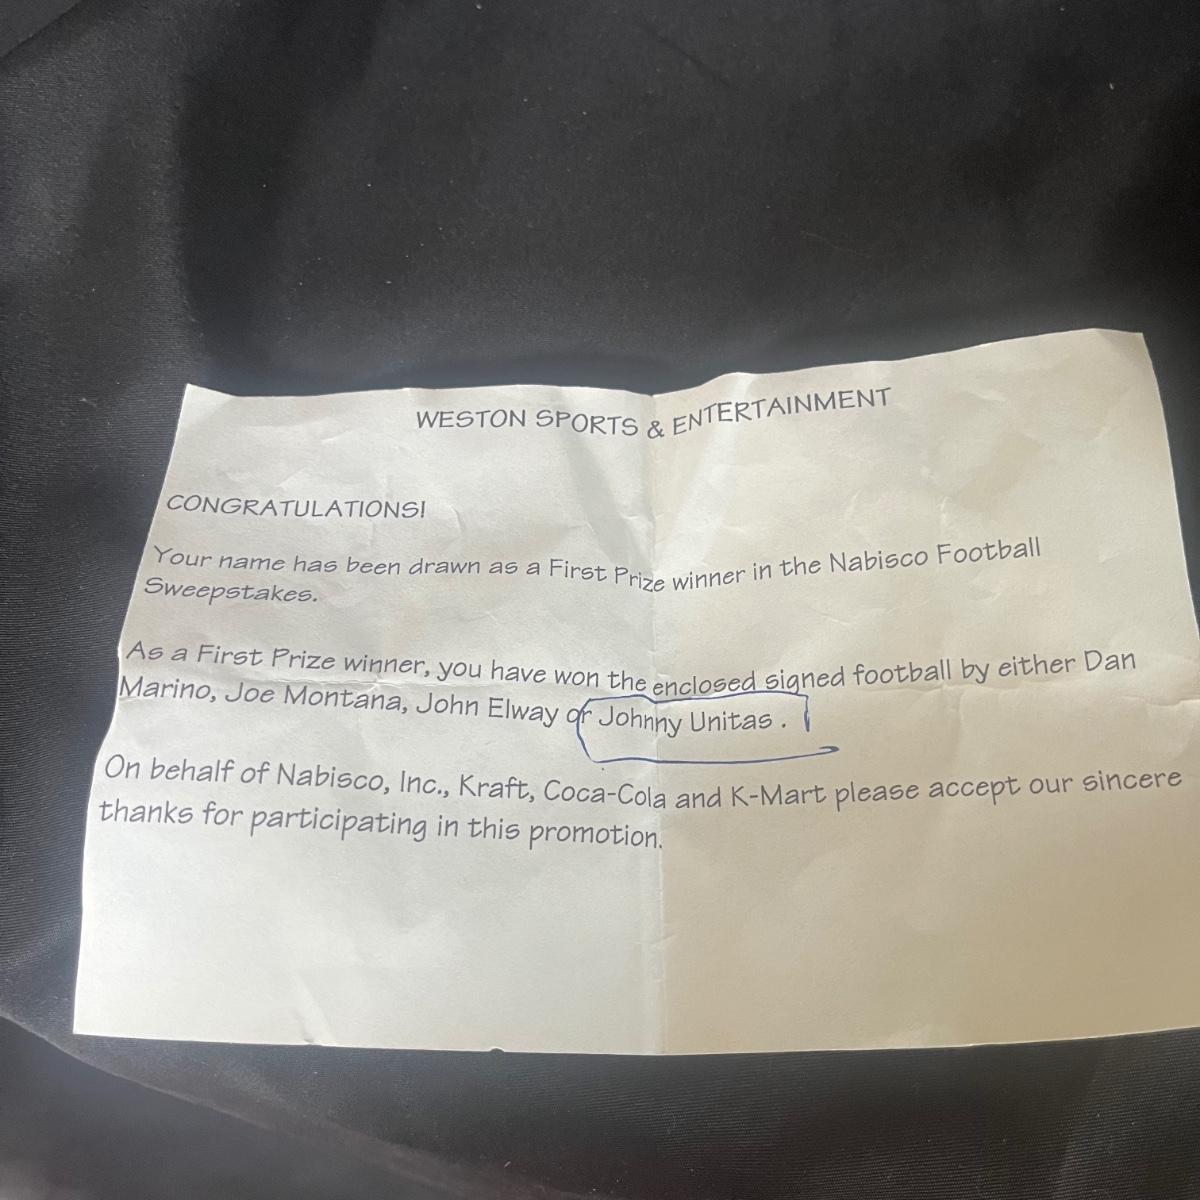 WESTON SPORTS & ENTERTAINMENT
CONGRATULATIONS!
Your name has been drawn as a First Prize winner in the Nabisco Football
Sweepstakes.
As a First Prize winner, you have won the enclosed signed football by either Dan
Marino, Joe Montana, John Elway or Johnny Unitas .
On behalf of Nabisco, Inc., Kraft, Coca-Cola and K-Mart please accept our sincere
thanks for participating in this promotion.